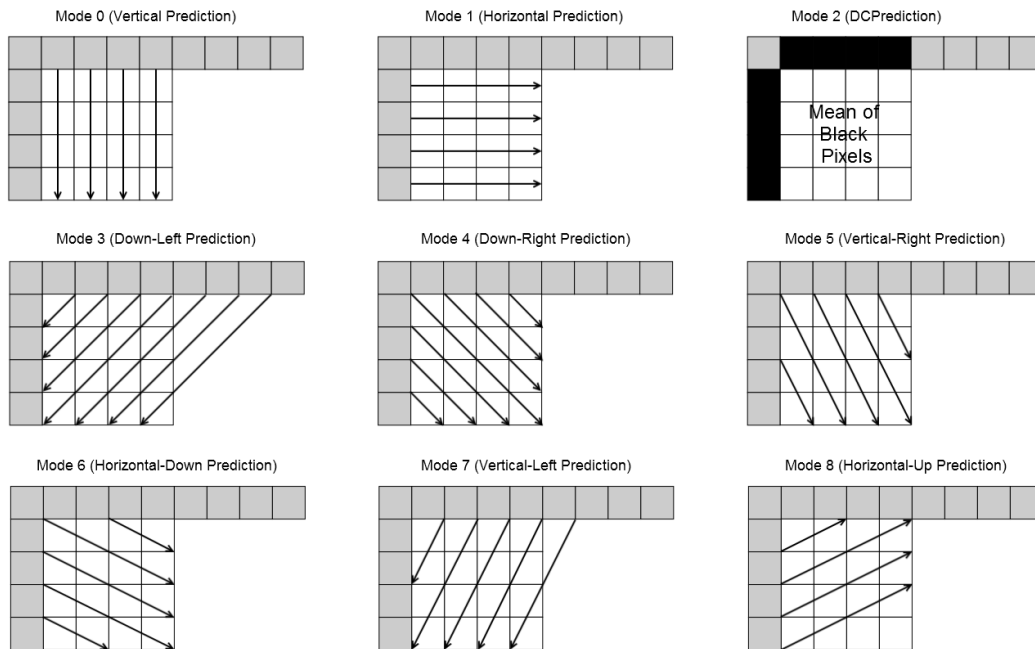 Mode 0 (Vertical Prediction)
Mode 1 (Horizontal Prediction)
Mode 2 (DCPrediction)
Mean of
Black
Pixels
Mode 3 (Down-Left Prediction)
Mode 4 (Down-Right Prediction)
Mode 5 (Vertical-Right Prediction)
Mode 6 (Horizontal-Down Prediction)
Mode 7 (Vertical-Left Prediction)
Mode 8 (Horizontal-Up Prediction)